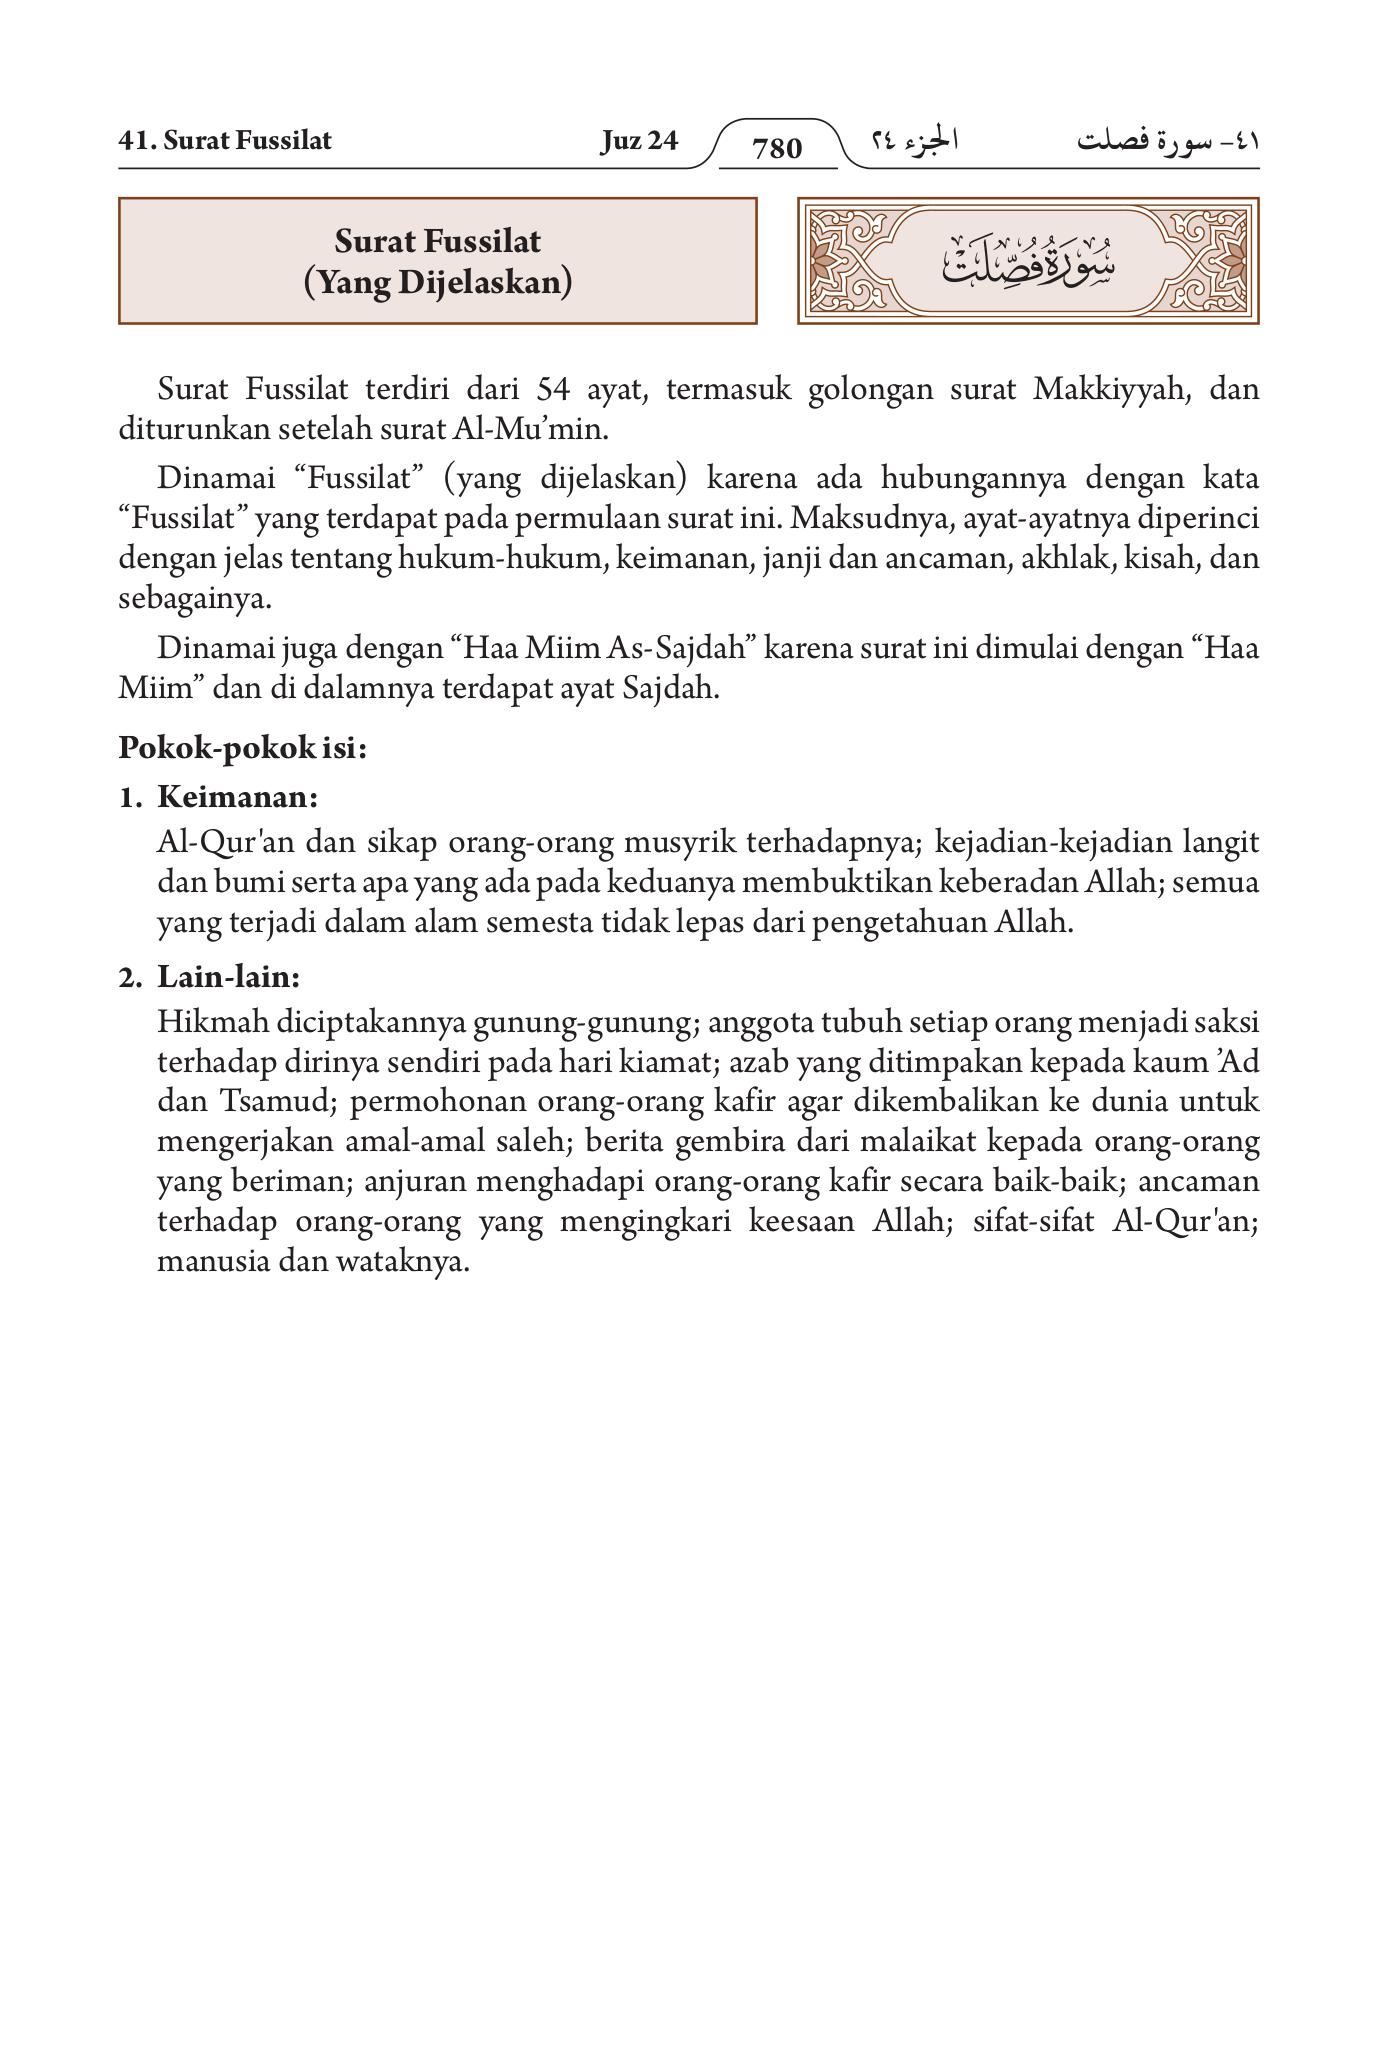 41. Surat Fussilat Juz 24 780 الجزء ٢٤ ٤١- سورة فصلت
Surat Fussilat
(Yang Dijelaskan)
سُورَةُ فُصِّلَتْ
Surat Fussilat terdiri dari 54 ayat, termasuk golongan surat Makkiyyah, dan
diturunkan setelah surat Al-Mu’min.
Dinamai “Fussilat” (yang dijelaskan) karena ada hubungannya dengan kata
“Fussilat” yang terdapat pada permulaan surat ini. Maksudnya, ayat-ayatnya diperinci
dengan jelas tentang hukum-hukum, keimanan, janji dan ancaman, akhlak, kisah, dan
sebagainya.
Dinamai juga dengan “Haa Miim As-Sajdah” karena surat ini dimulai dengan “Haa
Miim” dan di dalamnya terdapat ayat Sajdah.
Pokok-pokok isi:
1. Keimanan:
Al-Qur'an dan sikap orang-orang musyrik terhadapnya; kejadian-kejadian langit
dan bumi serta apa yang ada pada keduanya membuktikan keberadan Allah; semua
yang terjadi dalam alam semesta tidak lepas dari pengetahuan Allah.
2. Lain-lain:
Hikmah diciptakannya gunung-gunung; anggota tubuh setiap orang menjadi saksi
terhadap dirinya sendiri pada hari kiamat; azab yang ditimpakan kepada kaum ’Ad
dan Tsamud; permohonan orang-orang kafir agar dikembalikan ke dunia untuk
mengerjakan amal-amal saleh; berita gembira dari malaikat kepada orang-orang
yang beriman; anjuran menghadapi orang-orang kafir secara baik-baik; ancaman
terhadap orang-orang yang mengingkari keesaan Allah; sifat-sifat Al-Qur'an;
manusia dan wataknya.